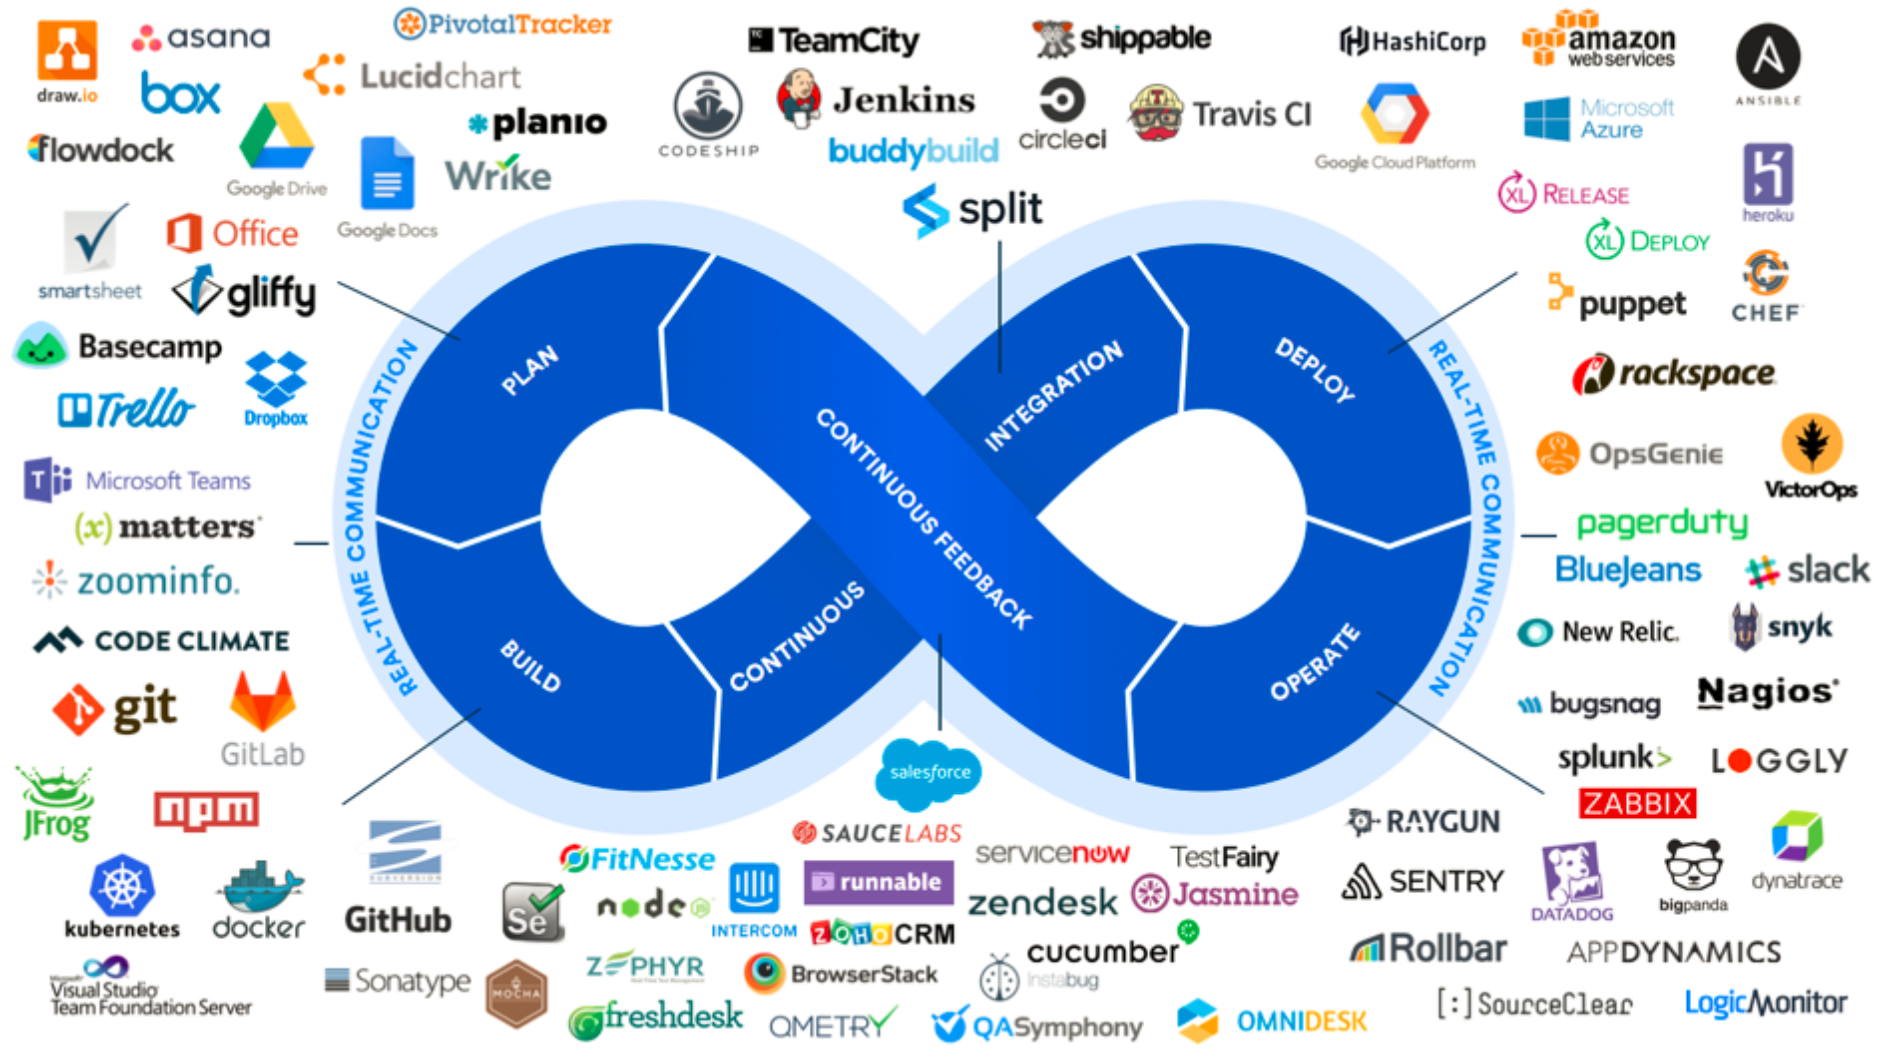 draw.io
asana
PivotalTracker
box
Lucidchart
flowdock
Google Drive
planio
Wrike
Google Docs
smartsheet
Office
gliffy
Basecamp
Trello
Dropbox
TC
TeamCity
shippable
CODESHIP
Jenkins
circleci
Travis CI
buddybuild
split
HashiCorp
amazon
web services
ANSIBLE
Google Cloud Platform
Microsoft
Azure
XL RELEASE
heroku
XL DEPLOY
puppet
CHEF
rackspace
REAL-TIME COMMUNICATION
PLAN
CONTINUOUS FEEDBACK
INTEGRATION
DEPLOY
REAL-TIME COMMUNICATION
BUILD
CONTINUOUS
OPERATE
T
Microsoft Teams
(x) matters
zoominfo.
CODE CLIMATE
git
GitLab
JFrog
npm
kubernetes
docker
SUBVERSION
GitHub
Microsoft
Visual Studio
Team Foundation Server
Sonatype
OpsGenie
VictorOps
pagerduty
BlueJeans
slack
New Relic.
snyk
bugsnag
Nagios
splunk>
LOGGLY
ZABBIX
RAYGUN
SENTRY
DATADOG
bigpanda
dynatrace
Rollbar
APPDYNAMICS
[:]SourceClear
LogicMonitor
salesforce
SAUCELABS
FitNesse
servicenow
TestFairy
Se
node
JS
INTERCOM
runnable
zendesk
Jasmine
ZOHO CRM
cucumber
ZEPHYR
MOCHA
BrowserStack
Instabug
freshdesk
QMETRY
QASymphony
OMNIDESK